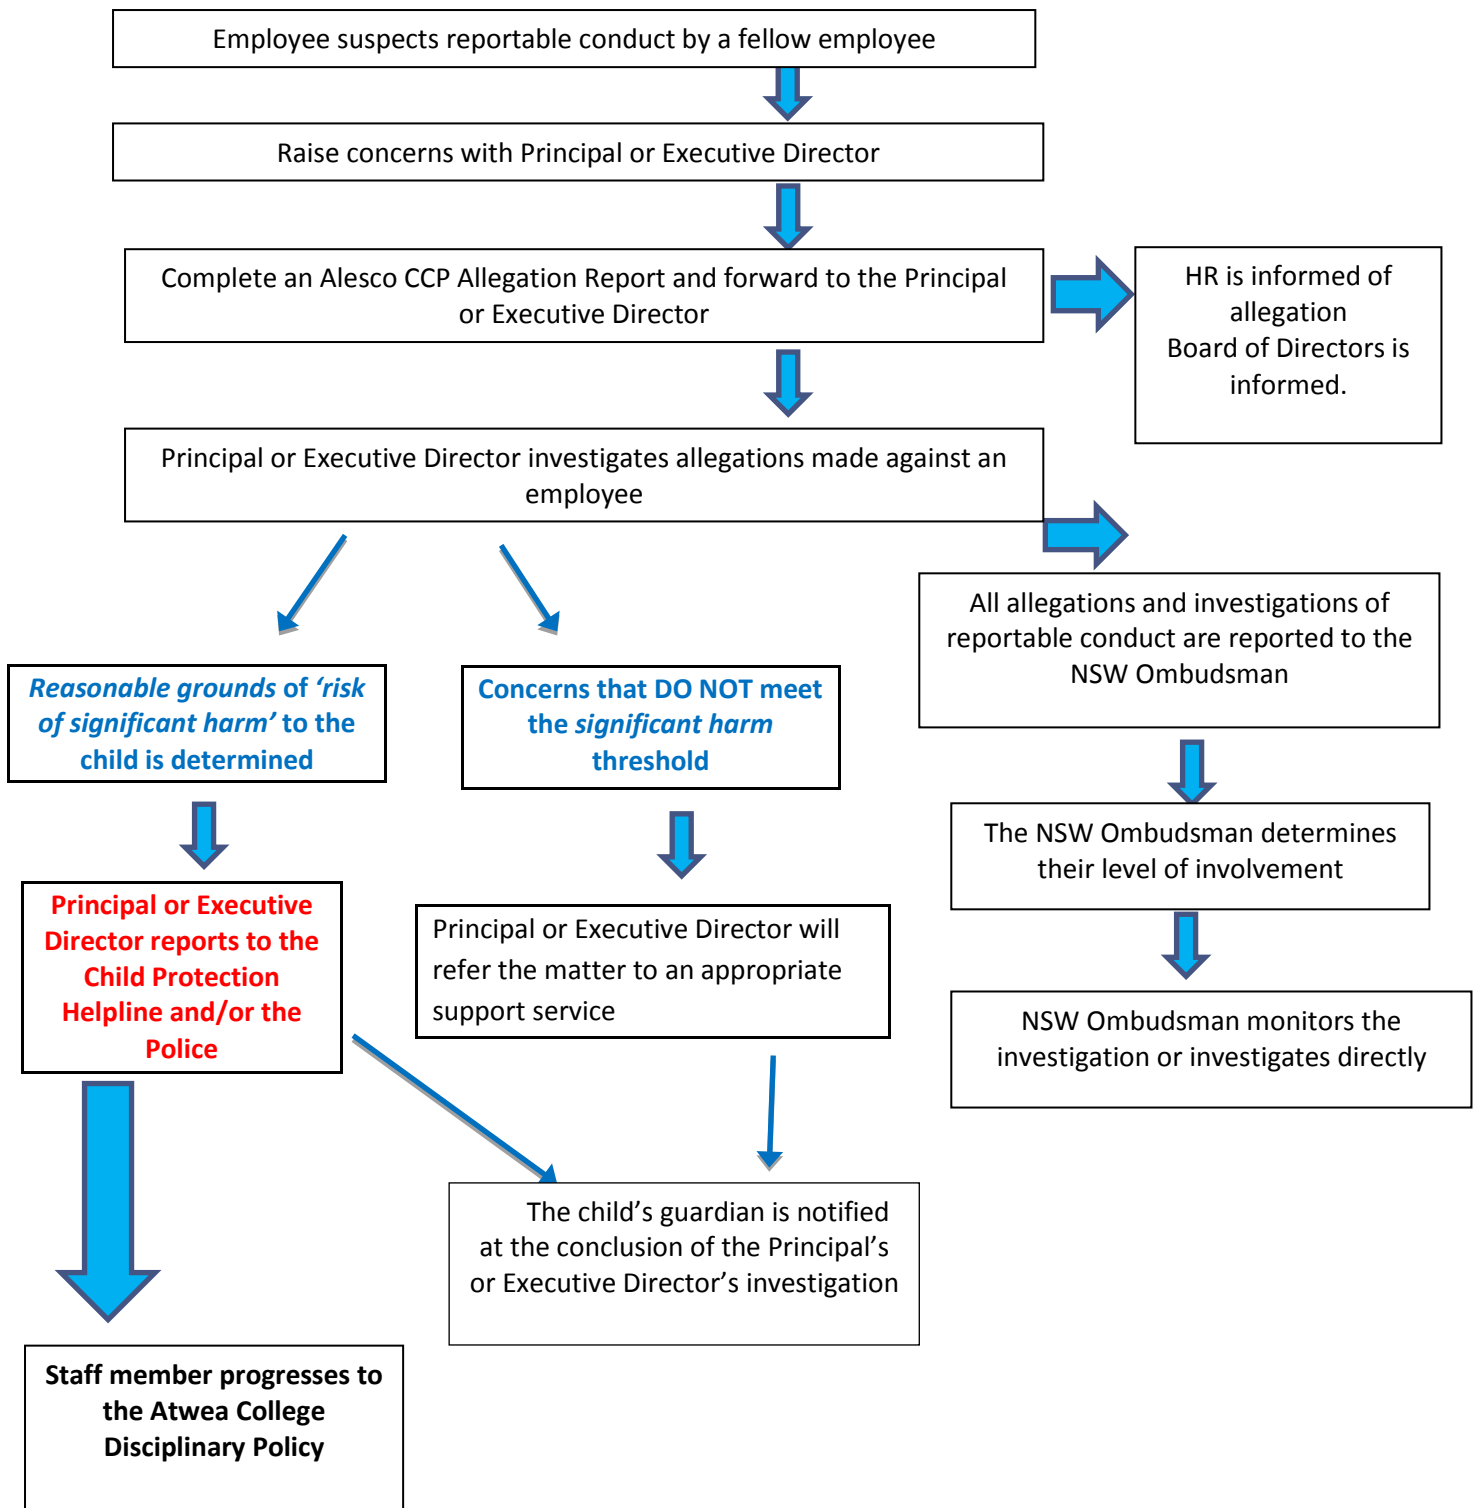 Employee suspects reportable conduct by a fellow employee
Raise concerns with Principal or Executive Director
Complete an Alesco CCP Allegation Report and forward to the Principal
or Executive Director
HR is informed of
allegation
Board of Directors is
informed.
Principal or Executive Director investigates allegations made against an
employee
All allegations and investigations of
reportable conduct are reported to the
NSW Ombudsman
Reasonable grounds of ‘risk
of significant harm’ to the
child is determined
Concerns that DO NOT meet
the significant harm
threshold
The NSW Ombudsman determines
their level of involvement
Principal or Executive
Director reports to the
Child Protection
Helpline and/or the
Police
Principal or Executive Director will
refer the matter to an appropriate
support service
NSW Ombudsman monitors the
investigation or investigates directly
The child’s guardian is notified
at the conclusion of the Principal’s
or Executive Director’s investigation
Staff member progresses to
the Atwea College
Disciplinary Policy